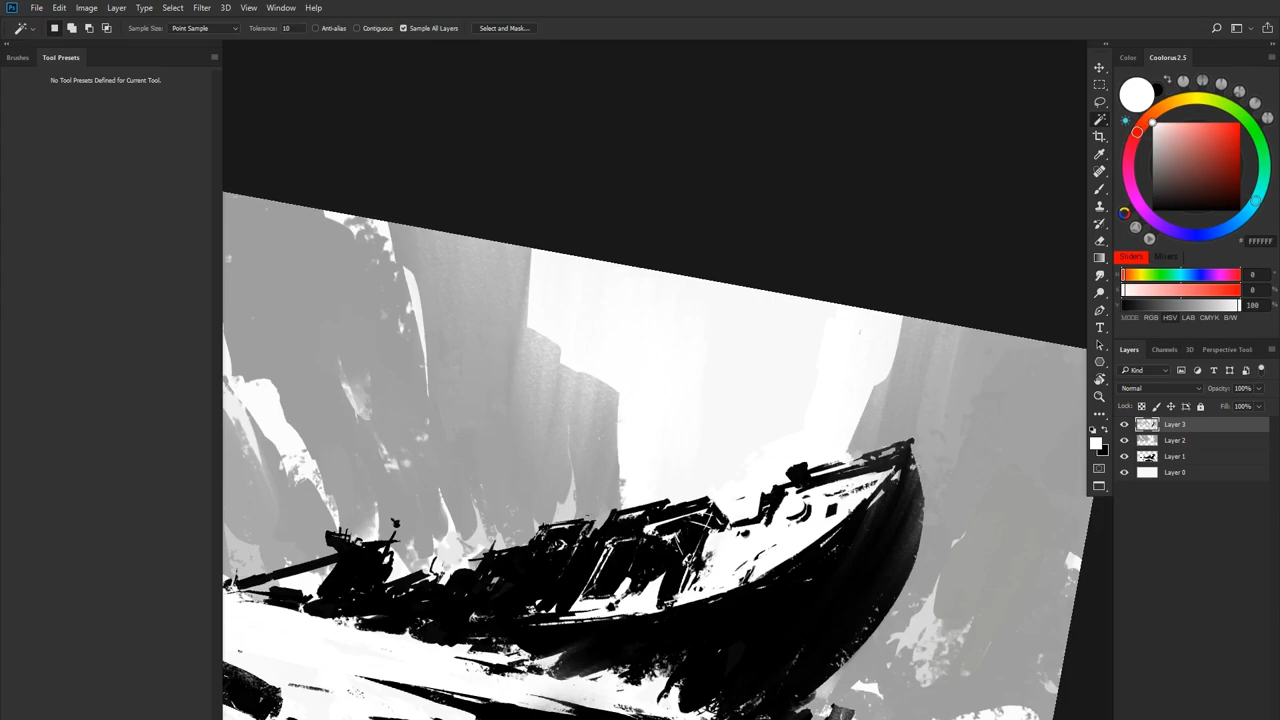 Ps File Edit Image Layer Type Select Filter 3D View Window Help
Sample Size: Point Sample Tolerance: 10 Anti-alias Contiguous Sample All Layers Select and Mask...
Brushes Tool Presets
No Tool Presets Defined for Current Tool.
Color Coolorus2.5
# FFFFFF
Sliders Mixers
H 0 °
S 0 %
V 100 %
MODE RGB HSV LAB CMYK B/W
Layers Channels 3D Perspective Tool
Kind
Normal Opacity: 100%
Lock: Fill: 100%
Layer 3
Layer 2
Layer 1
Layer 0